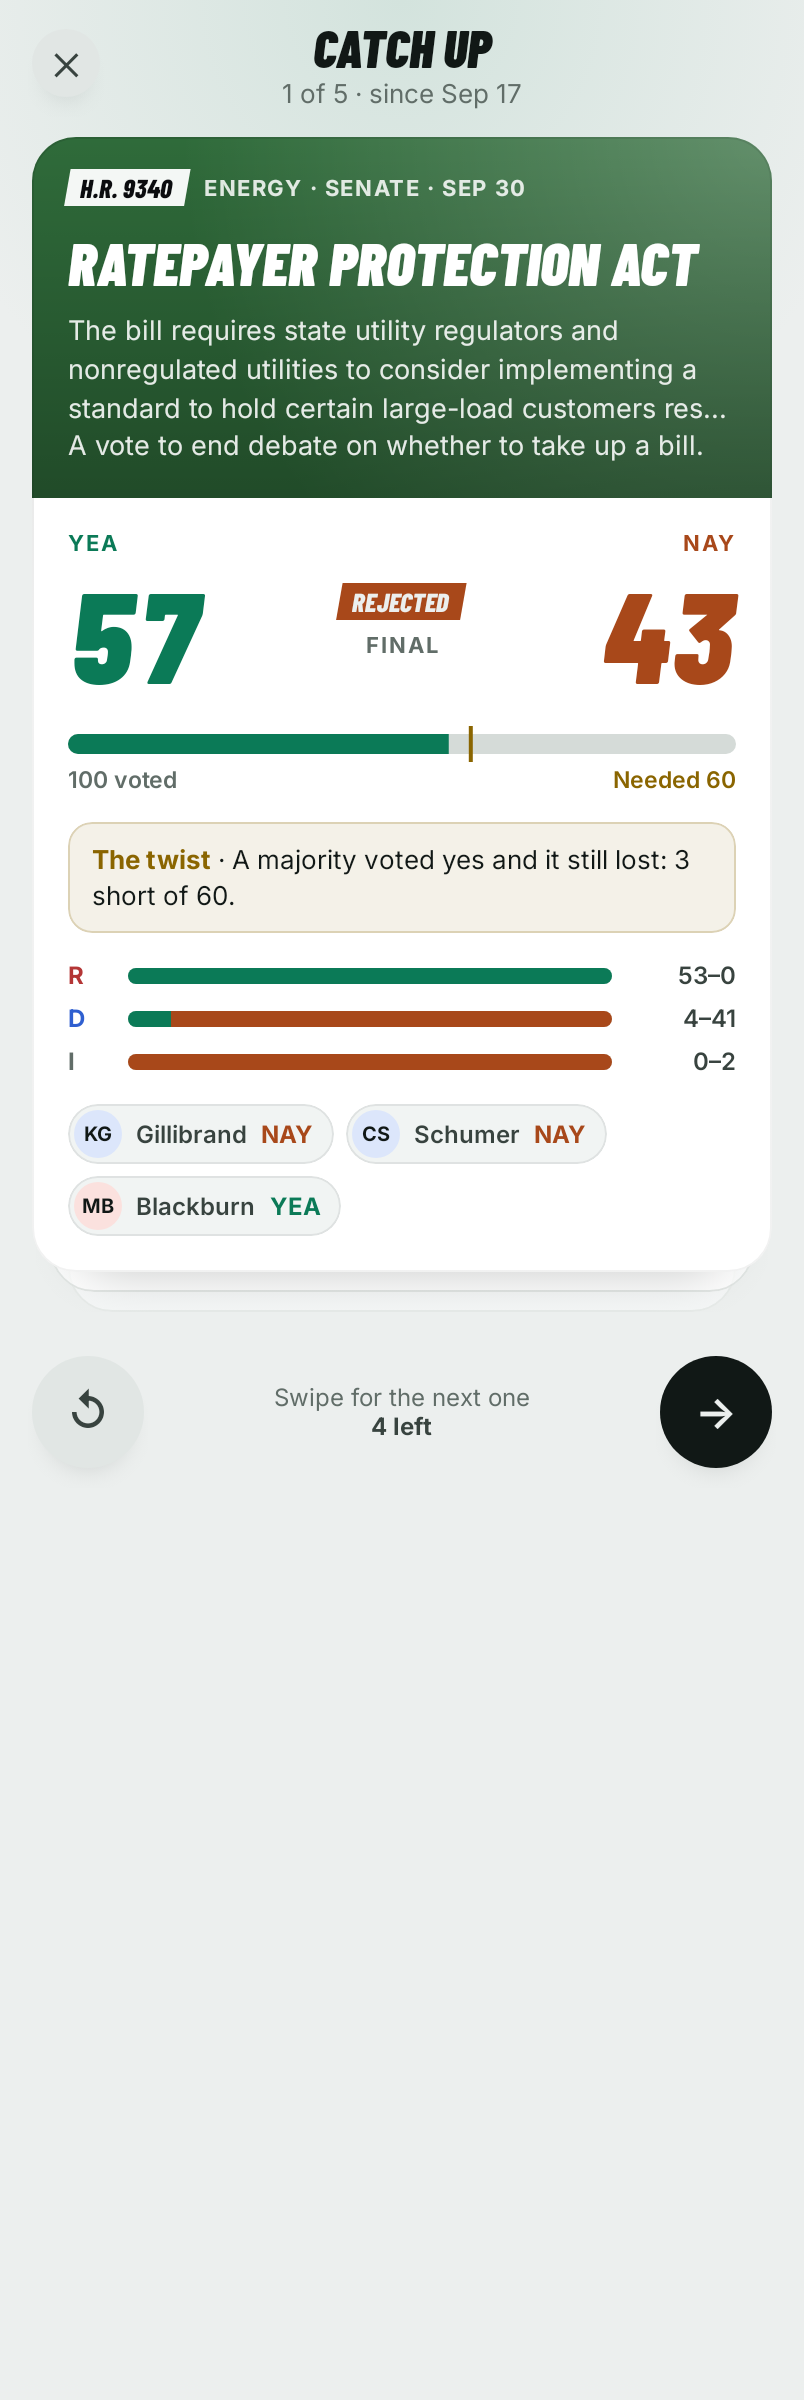 CATCH UP
1 of 5 · since Sep 17
H.R. 9340 ENERGY · SENATE · SEP 30
RATEPAYER PROTECTION ACT
The bill requires state utility regulators and
nonregulated utilities to consider implementing a
standard to hold certain large-load customers res...
A vote to end debate on whether to take up a bill.
YEA NAY
57 REJECTED 43
FINAL
100 voted Needed 60
The twist · A majority voted yes and it still lost: 3
short of 60.
R 53–0
D 4–41
I 0–2
KG Gillibrand NAY CS Schumer NAY
MB Blackburn YEA
Swipe for the next one
4 left